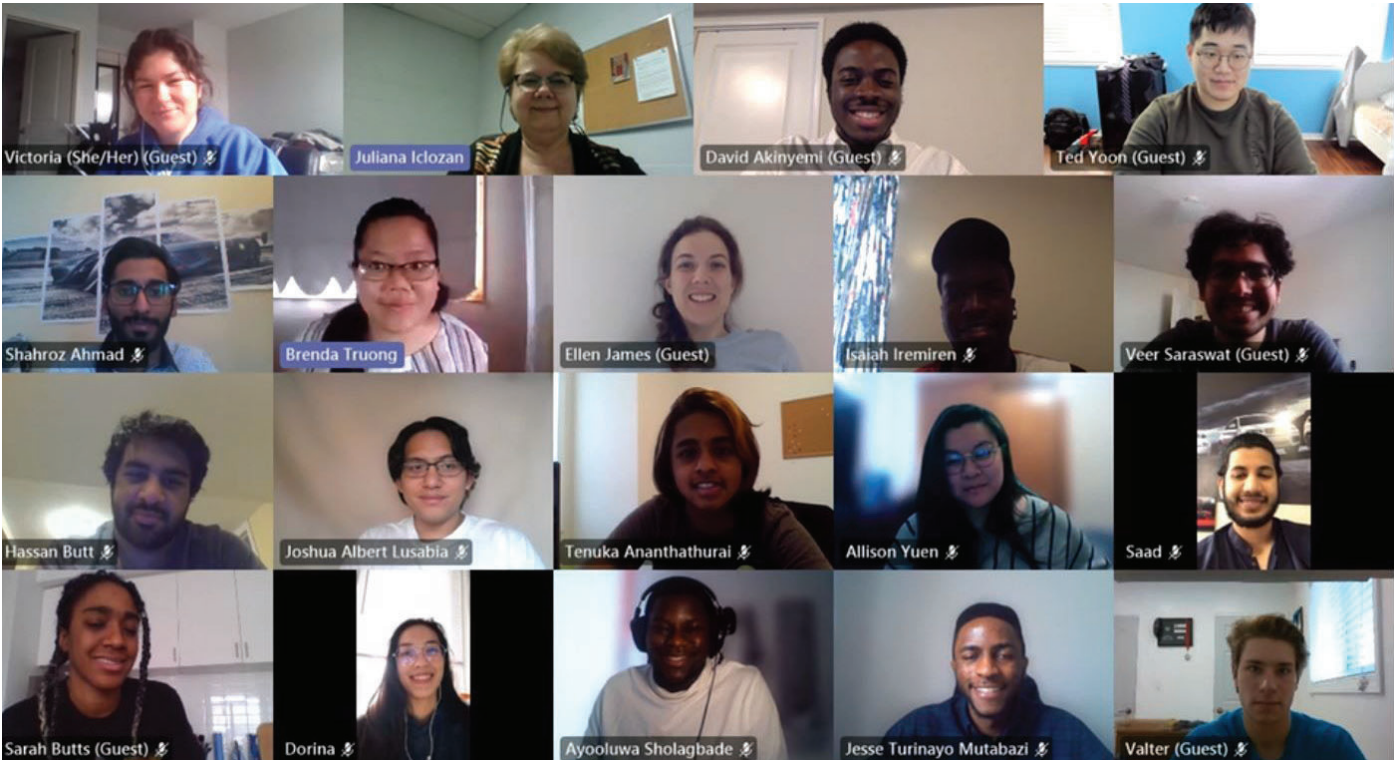 Victoria (She/Her) (Guest)
Juliana Iclozan
David Akinyemi (Guest)
Ted Yoon (Guest)
Shahroz Ahmad
Brenda Truong
Ellen James (Guest)
Isaiah Iremiren
Veer Saraswat (Guest)
Hassan Butt
Joshua Albert Lusabia
Tenuka Ananthathurai
Allison Yuen
Saad
Sarah Butts (Guest)
Dorina
Ayooluwa Sholagbade
Jesse Turinayo Mutabazi
Valter (Guest)